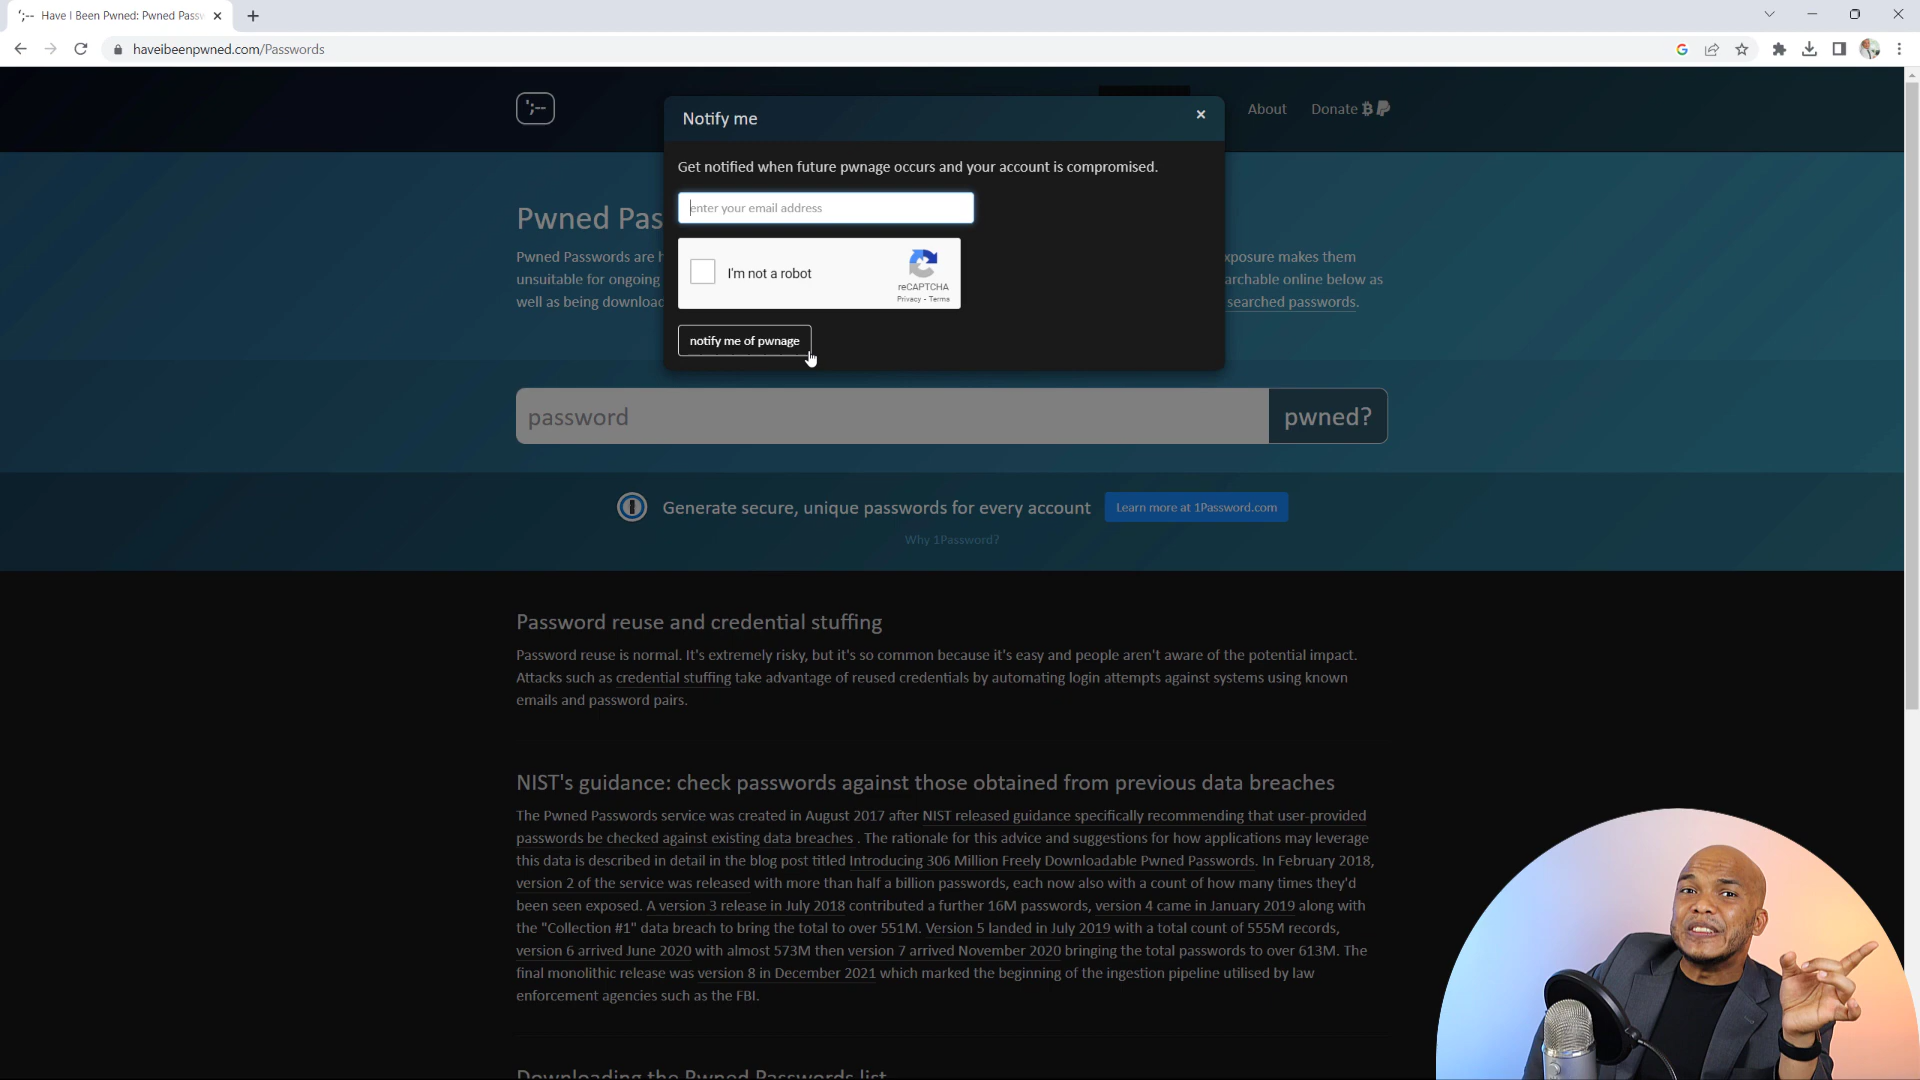 ';-- Have I Been Pwned: Pwned Passw
haveibeenpwned.com/Passwords
';--
About
Donate
Notify me
Get notified when future pwnage occurs and your account is compromised.
enter your email address
I'm not a robot
reCAPTCHA
Privacy - Terms
notify me of pwnage
Pwned Pas
Pwned Passwords are
xposure makes them
unsuitable for ongoing
archable online below as
well as being downloa
searched passwords.
password
pwned?
Generate secure, unique passwords for every account
Learn more at 1Password.com
Why 1Password?
Password reuse and credential stuffing
Password reuse is normal. It's extremely risky, but it's so common because it's easy and people aren't aware of the potential impact.
Attacks such as credential stuffing take advantage of reused credentials by automating login attempts against systems using known
emails and password pairs.
NIST's guidance: check passwords against those obtained from previous data breaches
The Pwned Passwords service was created in August 2017 after NIST released guidance specifically recommending that user-provided
passwords be checked against existing data breaches . The rationale for this advice and suggestions for how applications may leverage
this data is described in detail in the blog post titled Introducing 306 Million Freely Downloadable Pwned Passwords. In February 2018,
version 2 of the service was released with more than half a billion passwords, each now also with a count of how many times they'd
been seen exposed. A version 3 release in July 2018 contributed a further 16M passwords, version 4 came in January 2019 along with
the "Collection #1" data breach to bring the total to over 551M. Version 5 landed in July 2019 with a total count of 555M records,
version 6 arrived June 2020 with almost 573M then version 7 arrived November 2020 bringing the total passwords to over 613M. The
final monolithic release was version 8 in December 2021 which marked the beginning of the ingestion pipeline utilised by law
enforcement agencies such as the FBI.
Downloading the Pwned Passwords list